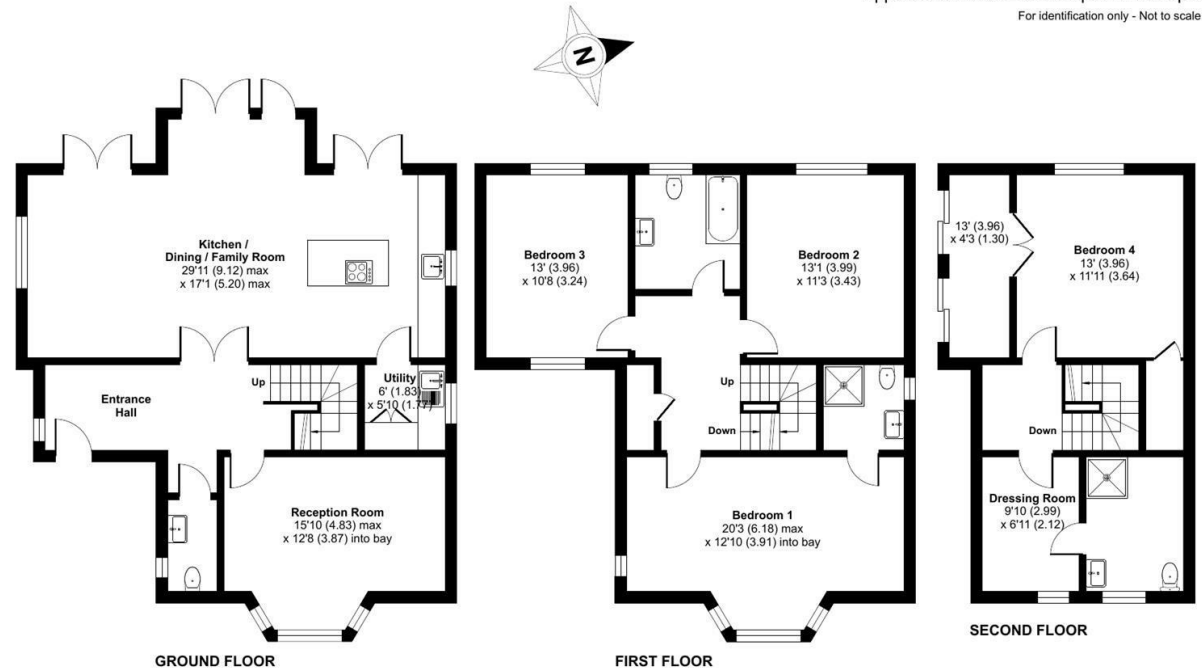 For identification only - Not to scale
N
Kitchen /
Dining / Family Room
29'11 (9.12) max
x 17'1 (5.20) max
Utility
6' (1.83)
x 5'10 (1.77)
Up
Entrance
Hall
Reception Room
15'10 (4.83) max
x 12'8 (3.87) into bay
GROUND FLOOR
Bedroom 3
13' (3.96)
x 10'8 (3.24)
Bedroom 2
13'1 (3.99)
x 11'3 (3.43)
Up
Down
Bedroom 1
20'3 (6.18) max
x 12'10 (3.91) into bay
FIRST FLOOR
13' (3.96)
x 4'3 (1.30)
Bedroom 4
13' (3.96)
x 11'11 (3.64)
Down
Dressing Room
9'10 (2.99)
x 6'11 (2.12)
SECOND FLOOR